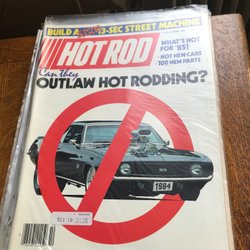 BUILD A 13-SEC STREET MACHINE
HOT ROD
WHAT'S HOT
FOR '85!
• HOT NEW CARS
• 100 NEW PARTS
Can they
OUTLAW HOT RODDING?
SS
1984